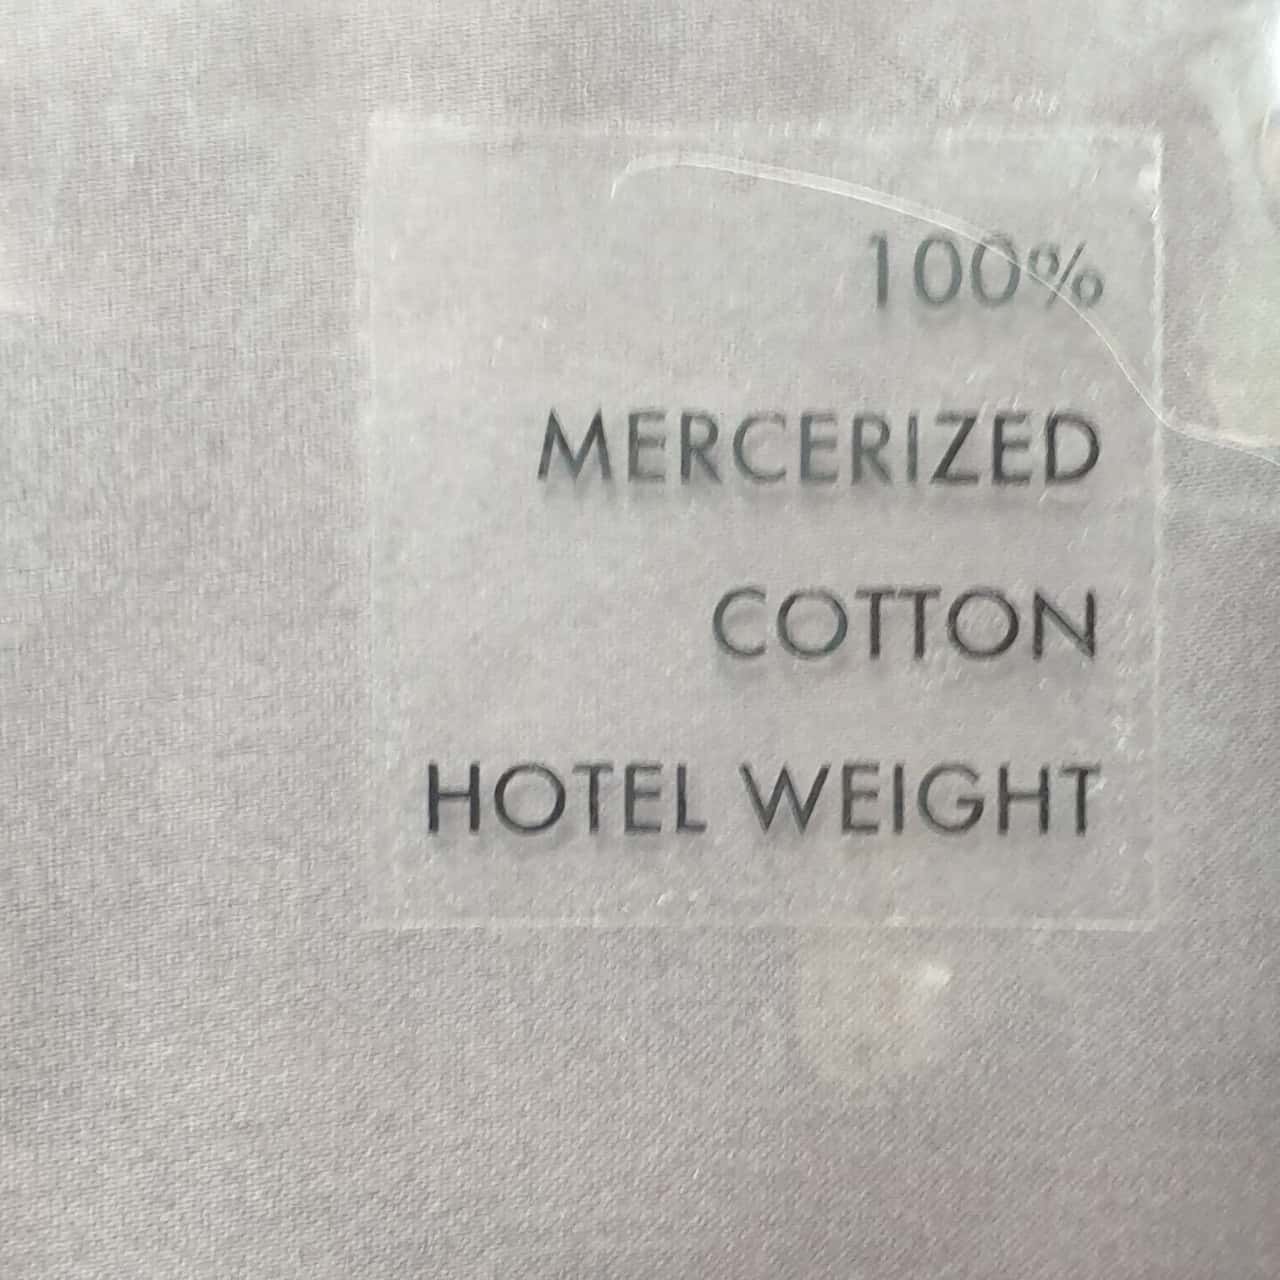 100%
MERCERIZED
COTTON
HOTEL WEIGHT